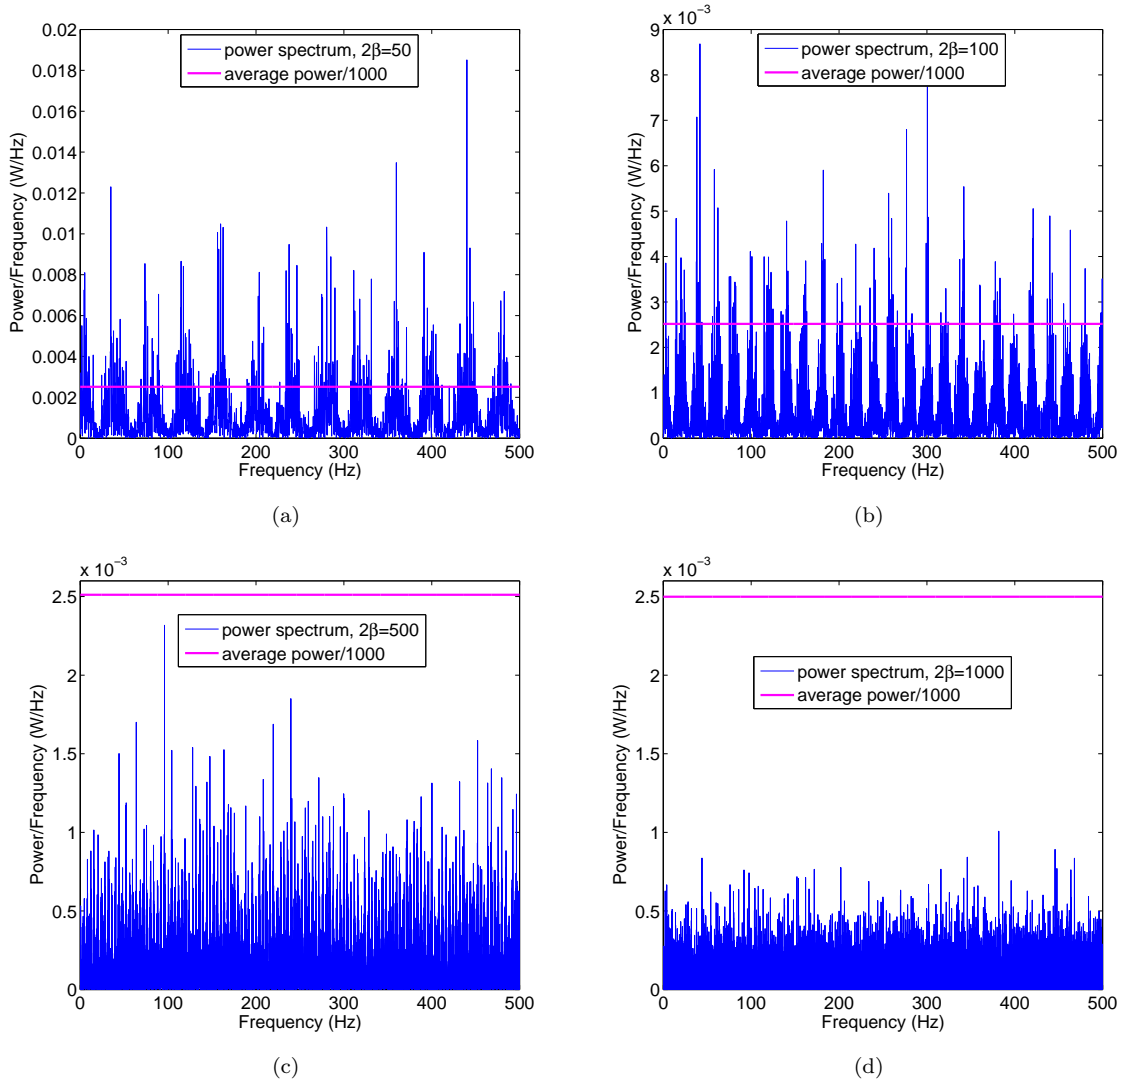 power spectrum, 2β=50
average power/1000
0.02
0.018
0.016
0.014
0.012
0.01
0.008
0.006
0.004
0.002
0
Power/Frequency (W/Hz)
0 100 200 300 400 500
Frequency (Hz)
(a)
x 10⁻³
power spectrum, 2β=100
average power/1000
9
8
7
6
5
4
3
2
1
0
Power/Frequency (W/Hz)
0 100 200 300 400 500
Frequency (Hz)
(b)
x 10⁻³
2.5
2
1.5
1
0.5
0
power spectrum, 2β=500
average power/1000
Power/Frequency (W/Hz)
0 100 200 300 400 500
Frequency (Hz)
(c)
x 10⁻³
2.5
2
1.5
1
0.5
0
power spectrum, 2β=1000
average power/1000
Power/Frequency (W/Hz)
0 100 200 300 400 500
Frequency (Hz)
(d)